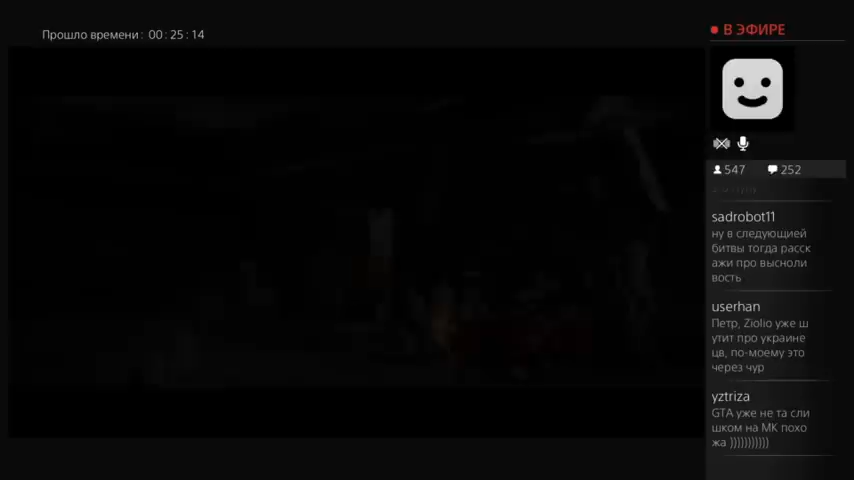 Прошло времени: 00:25:14
В ЭФИРЕ
547 252
sadrobot11
ну в следующией
битвы тогда расск
ажи про высноли
вость
userhan
Петр, Ziolio уже ш
утит про украине
цв, по-моему это
через чур
yztriza
GTA уже не та сли
шком на МК похо
жа )))))))))))